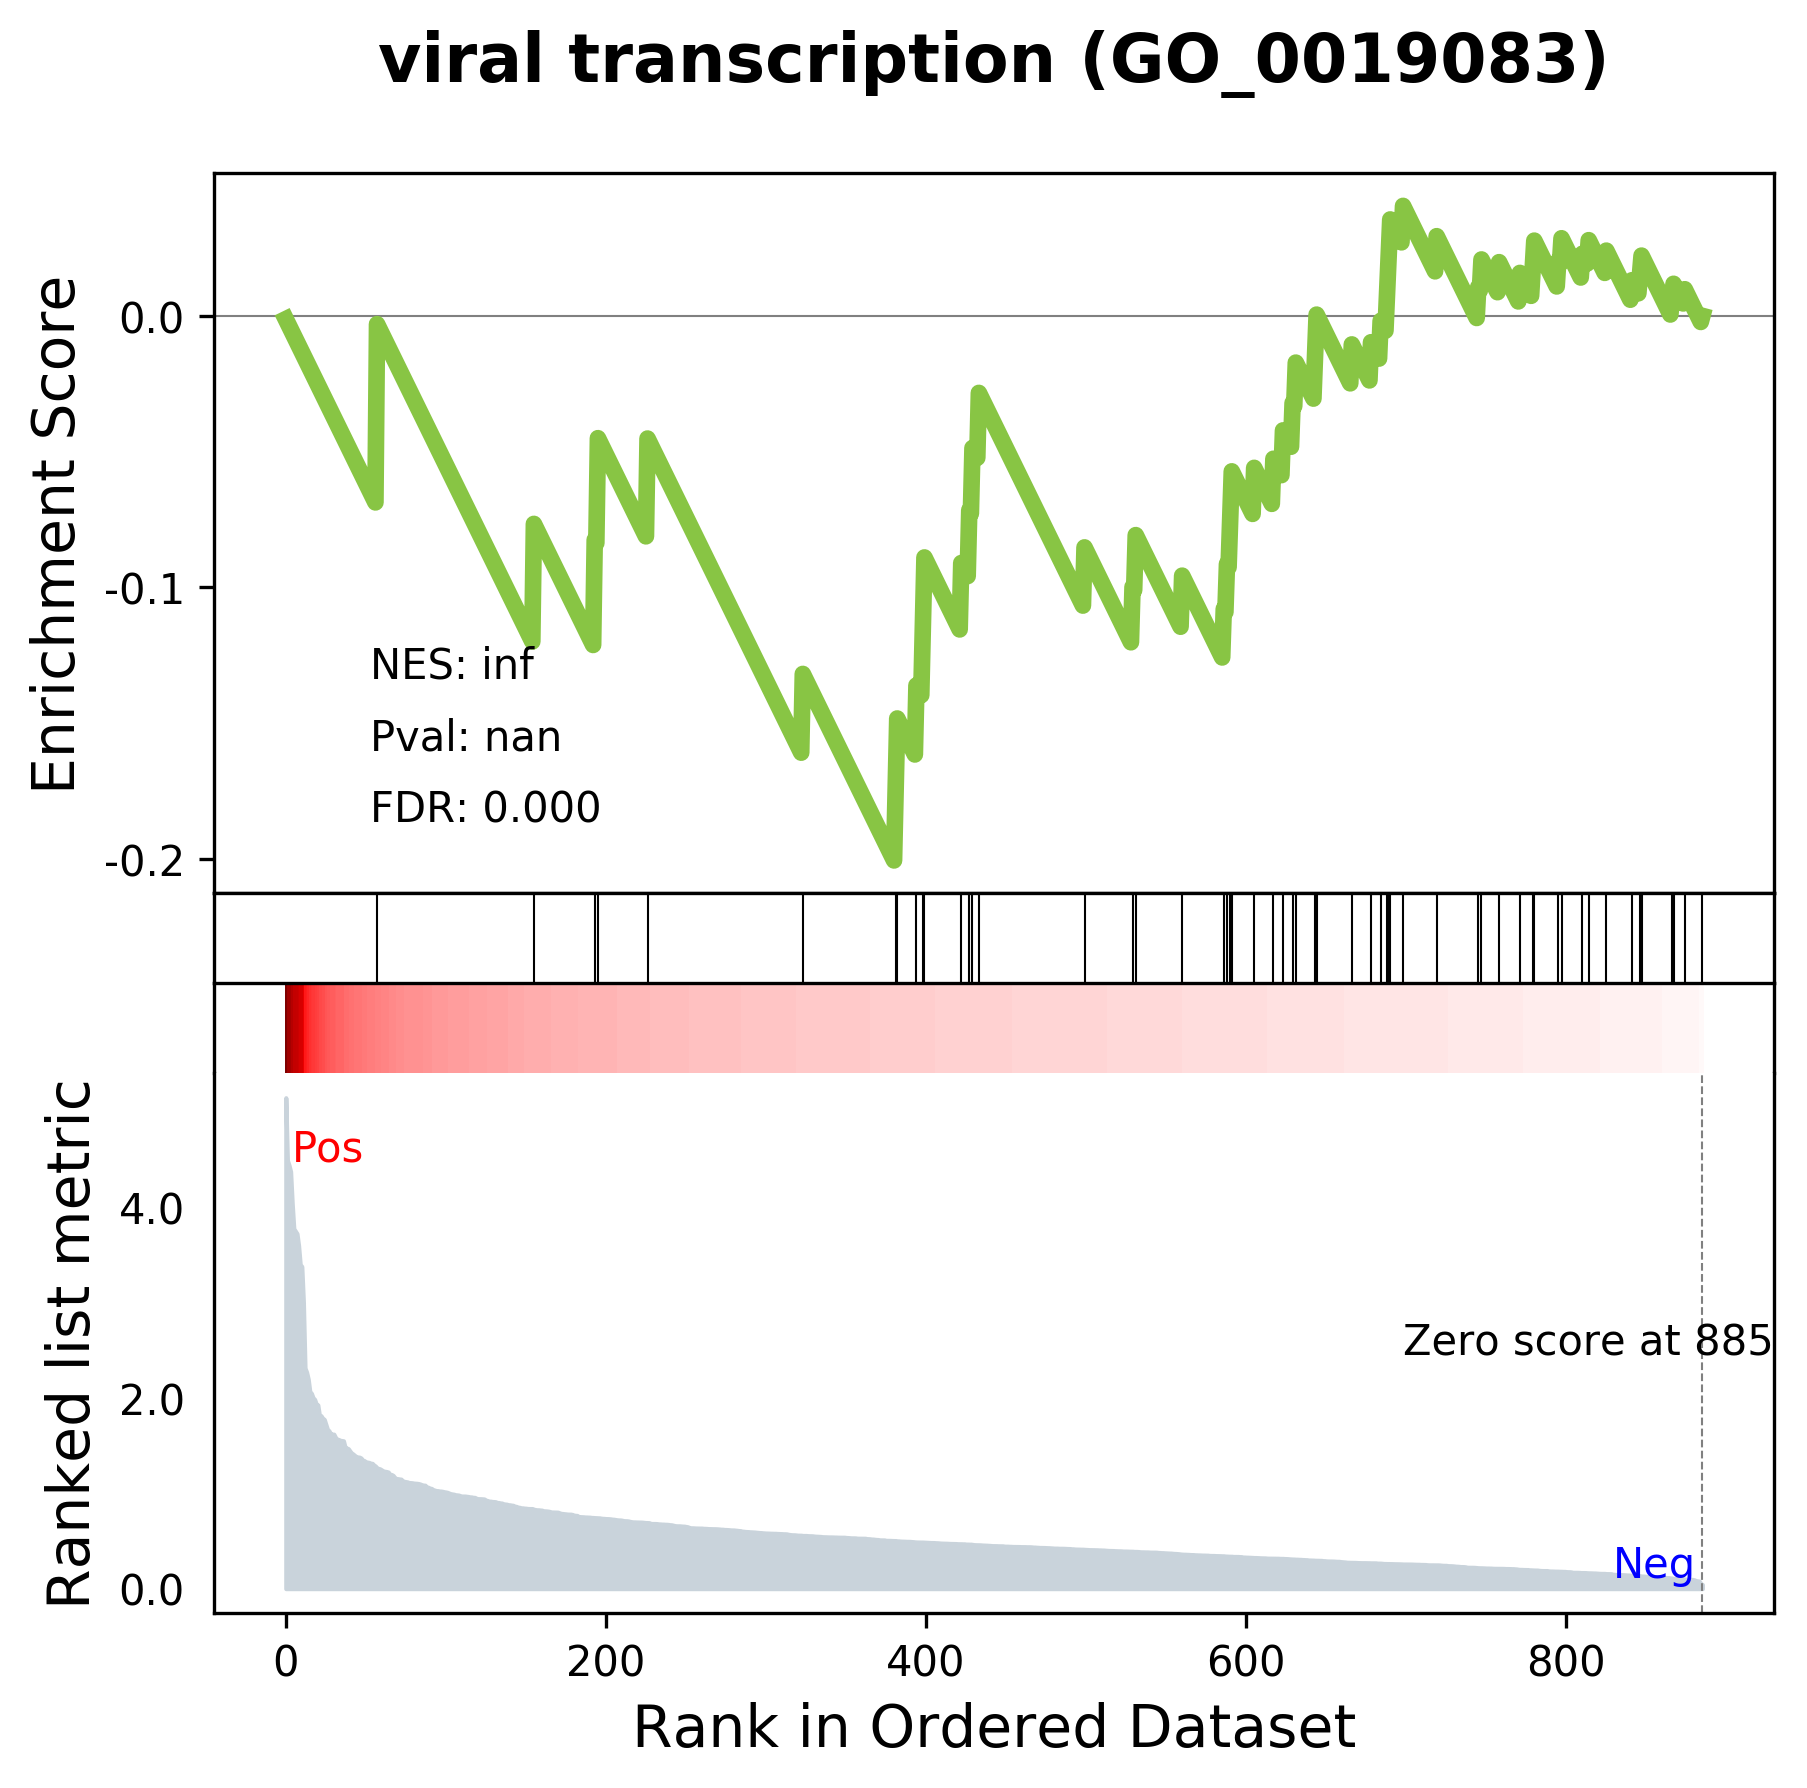 viral transcription (GO_0019083)
Enrichment Score
0.0
-0.1
-0.2
NES: inf
Pval: nan
FDR: 0.000
Ranked list metric
Pos
4.0
2.0
0.0
Zero score at 885
Neg
0 200 400 600 800
Rank in Ordered Dataset